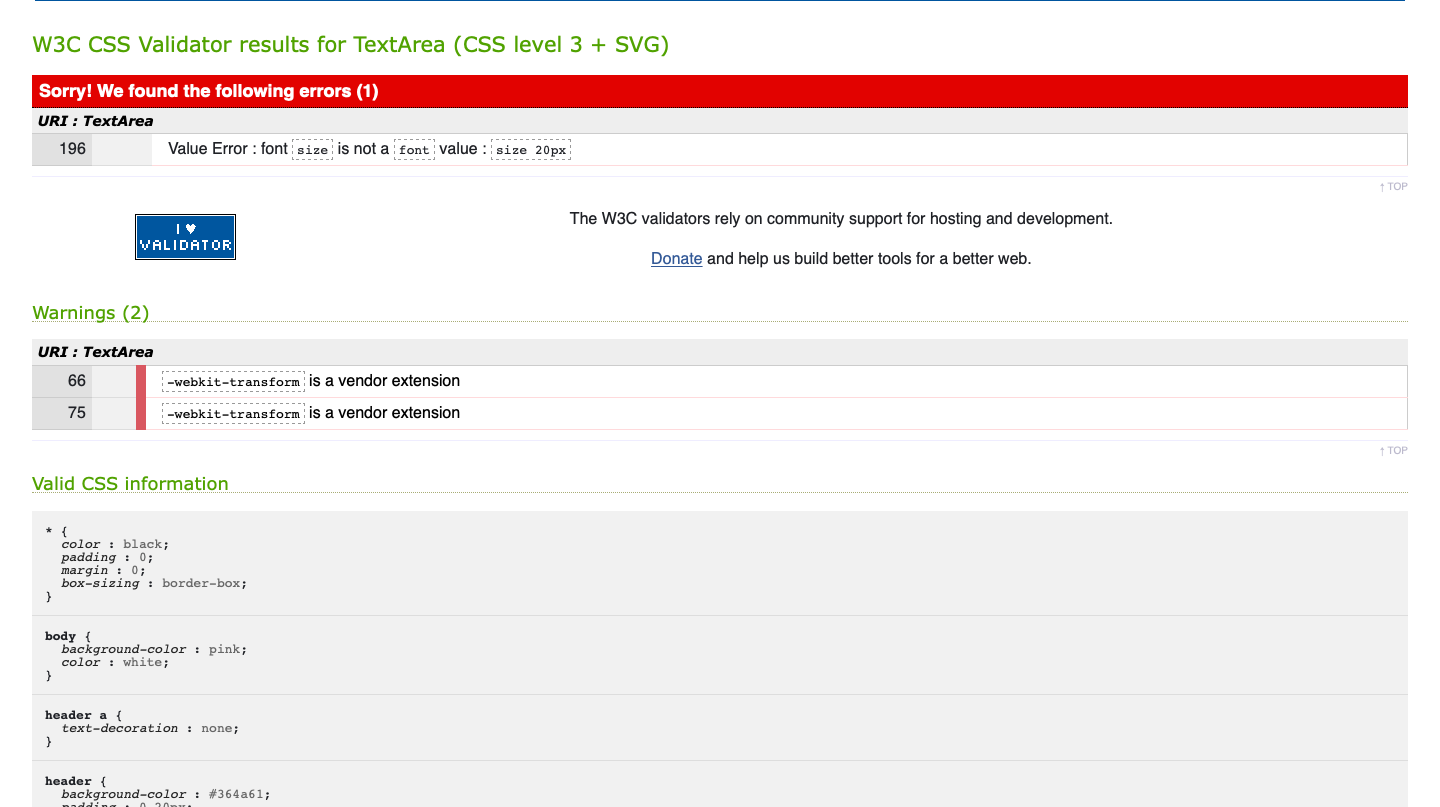 W3C CSS Validator results for TextArea (CSS level 3 + SVG)
Sorry! We found the following errors (1)
URI : TextArea
196 Value Error : font size is not a font value : size 20px
↑ TOP
I ♥
VALIDATOR
The W3C validators rely on community support for hosting and development.
Donate and help us build better tools for a better web.
Warnings (2)
URI : TextArea
66 -webkit-transform is a vendor extension
75 -webkit-transform is a vendor extension
↑ TOP
Valid CSS information
* {
color : black;
padding : 0;
margin : 0;
box-sizing : border-box;
}
body {
background-color : pink;
color : white;
}
header a {
text-decoration : none;
}
header {
background-color : #364a61;
padding : 0 20px;